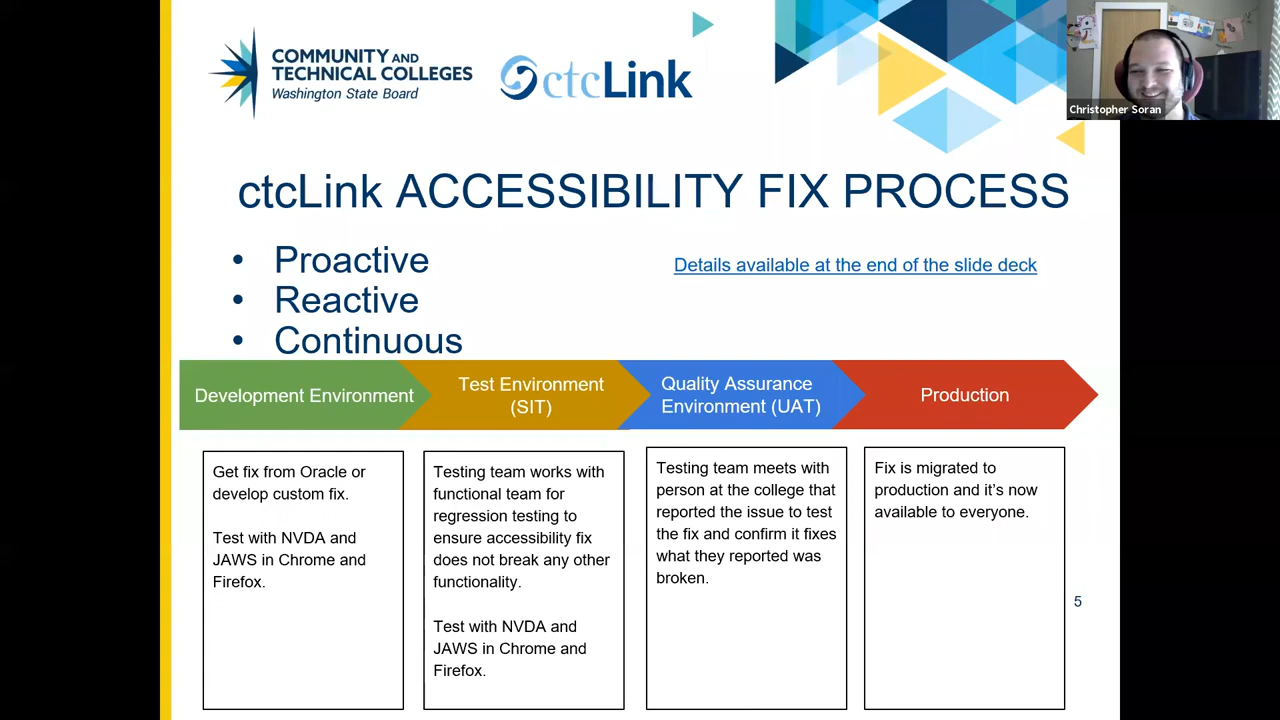 COMMUNITY AND
TECHNICAL COLLEGES
Washington State Board
ctcLink
Christopher Soran
ctcLink ACCESSIBILITY FIX PROCESS
• Proactive
• Reactive
• Continuous
Details available at the end of the slide deck
Development Environment
Test Environment
(SIT)
Quality Assurance
Environment (UAT)
Production
Get fix from Oracle or
develop custom fix.
Test with NVDA and
JAWS in Chrome and
Firefox.
Testing team works with
functional team for
regression testing to
ensure accessibility fix
does not break any other
functionality.
Test with NVDA and
JAWS in Chrome and
Firefox.
Testing team meets with
person at the college that
reported the issue to test
the fix and confirm it fixes
what they reported was
broken.
Fix is migrated to
production and it's now
available to everyone.
5